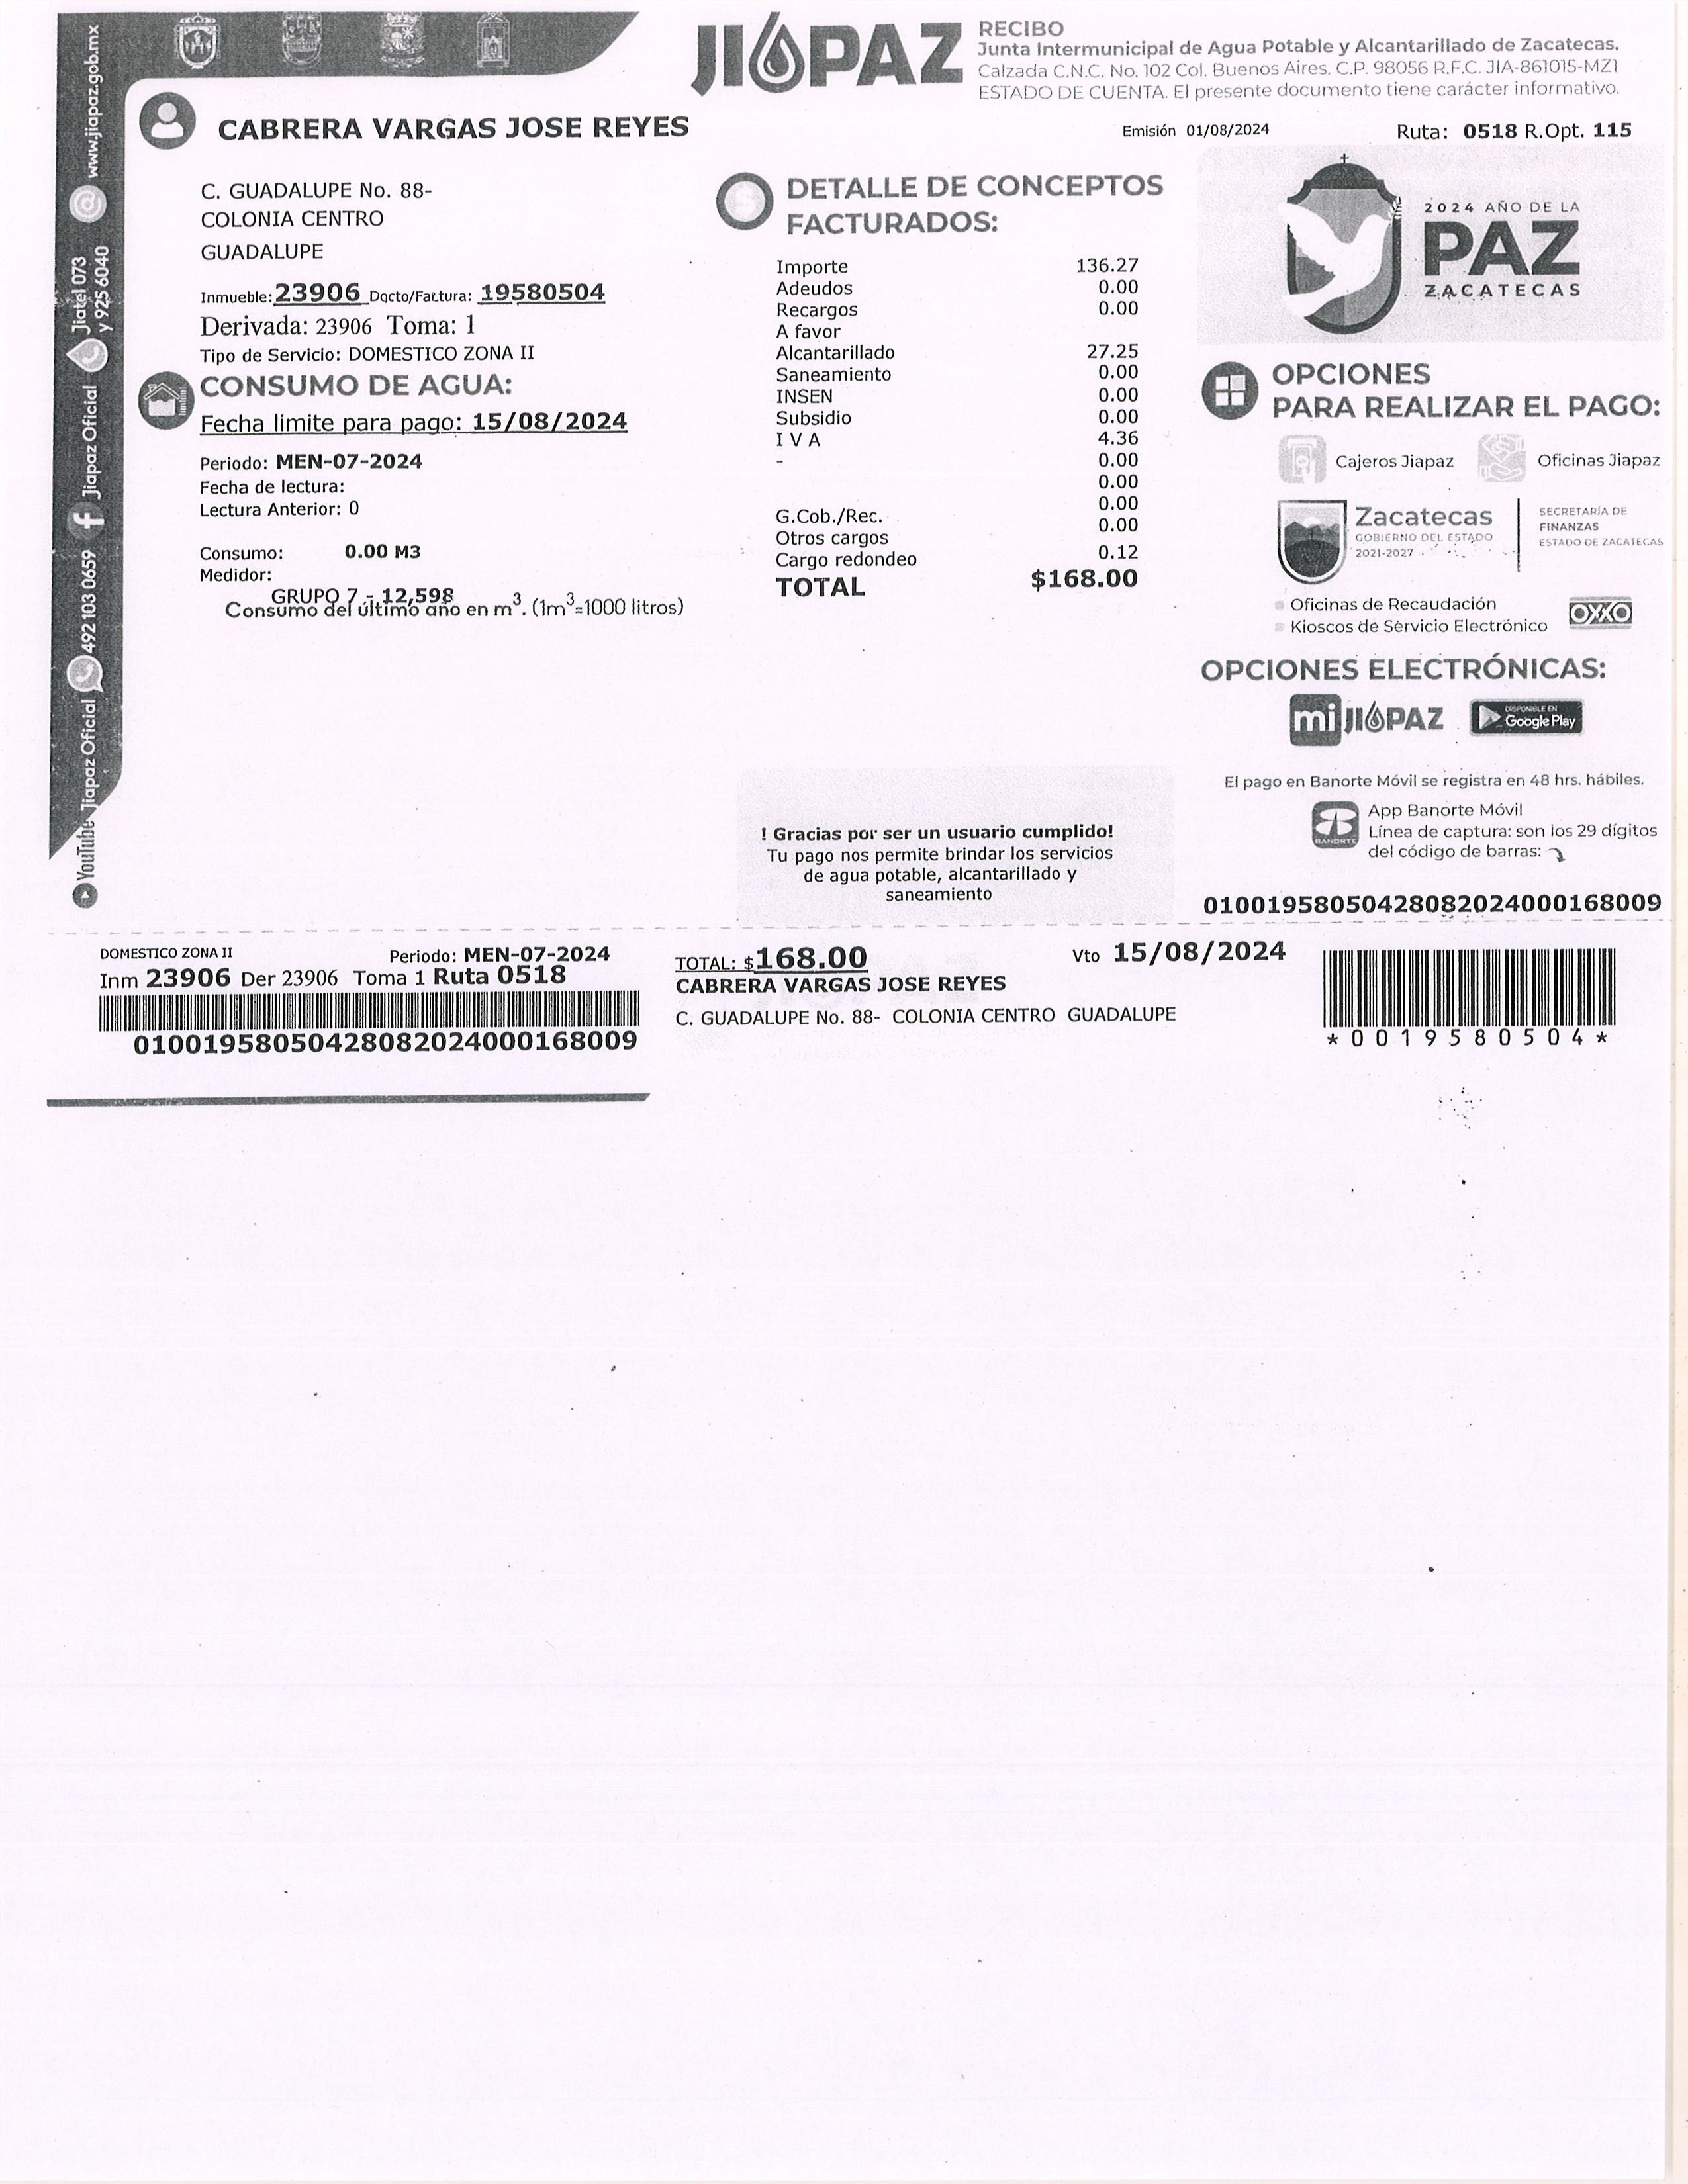 JIAPAZ
RECIBO
Junta Intermunicipal de Agua Potable y Alcantarillado de Zacatecas.
Calzada C.N.C. No. 102 Col. Buenos Aires. C.P. 98056 R.F.C. JIA-861015-MZ1
ESTADO DE CUENTA. El presente documento tiene carácter informativo.
CABRERA VARGAS JOSE REYES
Emisión 01/08/2024
Ruta: 0518 R.Opt. 115
C. GUADALUPE No. 88-
COLONIA CENTRO
GUADALUPE
Inmueble: 23906 Docto/Factura: 19580504
Derivada: 23906 Toma: 1
Tipo de Servicio: DOMESTICO ZONA II
CONSUMO DE AGUA:
Fecha limite para pago: 15/08/2024
Periodo: MEN-07-2024
Fecha de lectura:
Lectura Anterior: 0
Consumo: 0.00 M3
Medidor:
GRUPO 7 - 12,598
Consumo del último año en m³. (1m³=1000 litros)
DETALLE DE CONCEPTOS
FACTURADOS:
Importe 136.27
Adeudos 0.00
Recargos 0.00
A favor
Alcantarillado 27.25
Saneamiento 0.00
INSEN 0.00
Subsidio 0.00
I V A 4.36
- 0.00
0.00
0.00
G.Cob./Rec.
0.00
Otros cargos
Cargo redondeo 0.12
TOTAL $168.00
! Gracias por ser un usuario cumplido!
Tu pago nos permite brindar los servicios
de agua potable, alcantarillado y
saneamiento
2024 AÑO DE LA
PAZ
ZACATECAS
OPCIONES
PARA REALIZAR EL PAGO:
Cajeros Jiapaz
Oficinas Jiapaz
Zacatecas
GOBIERNO DEL ESTADO
2021-2027
SECRETARÍA DE
FINANZAS
ESTADO DE ZACATECAS
Oficinas de Recaudación
Kioscos de Servicio Electrónico
OXXO
OPCIONES ELECTRÓNICAS:
mi JIAPAZ
DISPONIBLE EN
Google Play
El pago en Banorte Móvil se registra en 48 hrs. hábiles.
BANORTE
App Banorte Móvil
Línea de captura: son los 29 dígitos
del código de barras:
01001958050428082024000168009
www.jiapaz.gob.mx
Jiatel 073
y 925 6040
Jiapaz Oficial
492 103 0659
YouTube Jiapaz Oficial
DOMESTICO ZONA II
Periodo: MEN-07-2024
Inm 23906 Der 23906 Toma 1 Ruta 0518
01001958050428082024000168009
TOTAL: $168.00
Vto 15/08/2024
CABRERA VARGAS JOSE REYES
C. GUADALUPE No. 88- COLONIA CENTRO GUADALUPE
*0019580504*